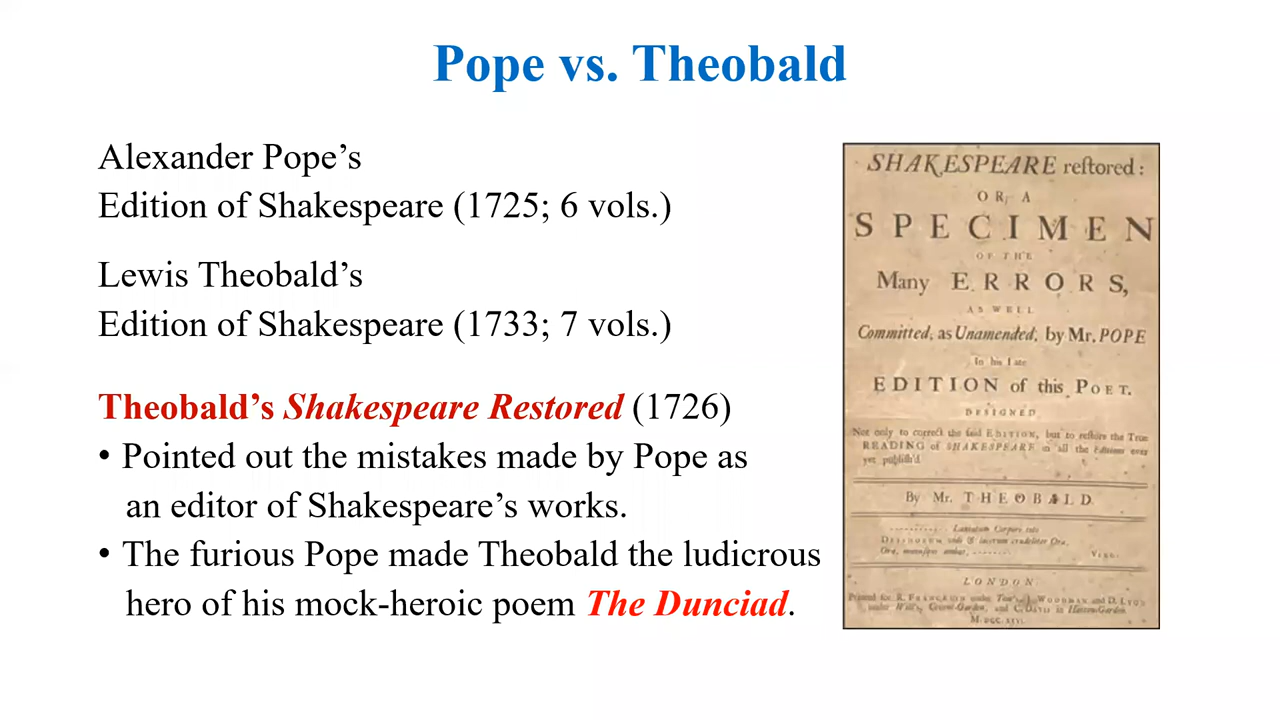 Pope vs. Theobald
Alexander Pope’s
Edition of Shakespeare (1725; 6 vols.)
Lewis Theobald’s
Edition of Shakespeare (1733; 7 vols.)
Theobald’s Shakespeare Restored (1726)
• Pointed out the mistakes made by Pope as
an editor of Shakespeare’s works.
• The furious Pope made Theobald the ludicrous
hero of his mock-heroic poem The Dunciad.
SHAKESPEARE reſtored:
OR, A
SPECIMEN
OF THE
Many ERRORS,
AS WELL
Committed, as Unamended, by Mr. POPE
In his Late
EDITION of this POET.
DESIGNED
Not only to correct the ſaid EDITION, but to reſtore the True
READING of SHAKESPEARE in all the Editions ever
yet publiſh'd.
By Mr. THEOBALD.
Laniatum Corpore toto
VIRG.
LONDON
M.DCC.XXVI.